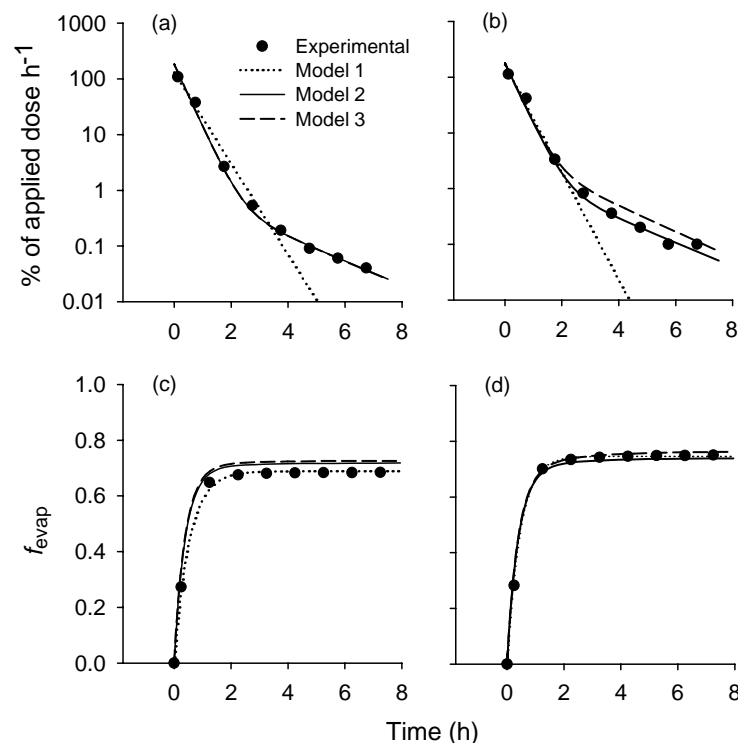 (a)
(b)
Experimental
Model 1
Model 2
Model 3
% of applied dose h-1
1000
100
10
1
0.1
0.01
0 2 4 6 8
0 2 4 6 8
(c)
(d)
fevap
1.0
0.8
0.6
0.4
0.2
0.0
0 2 4 6 8
0 2 4 6 8
Time (h)